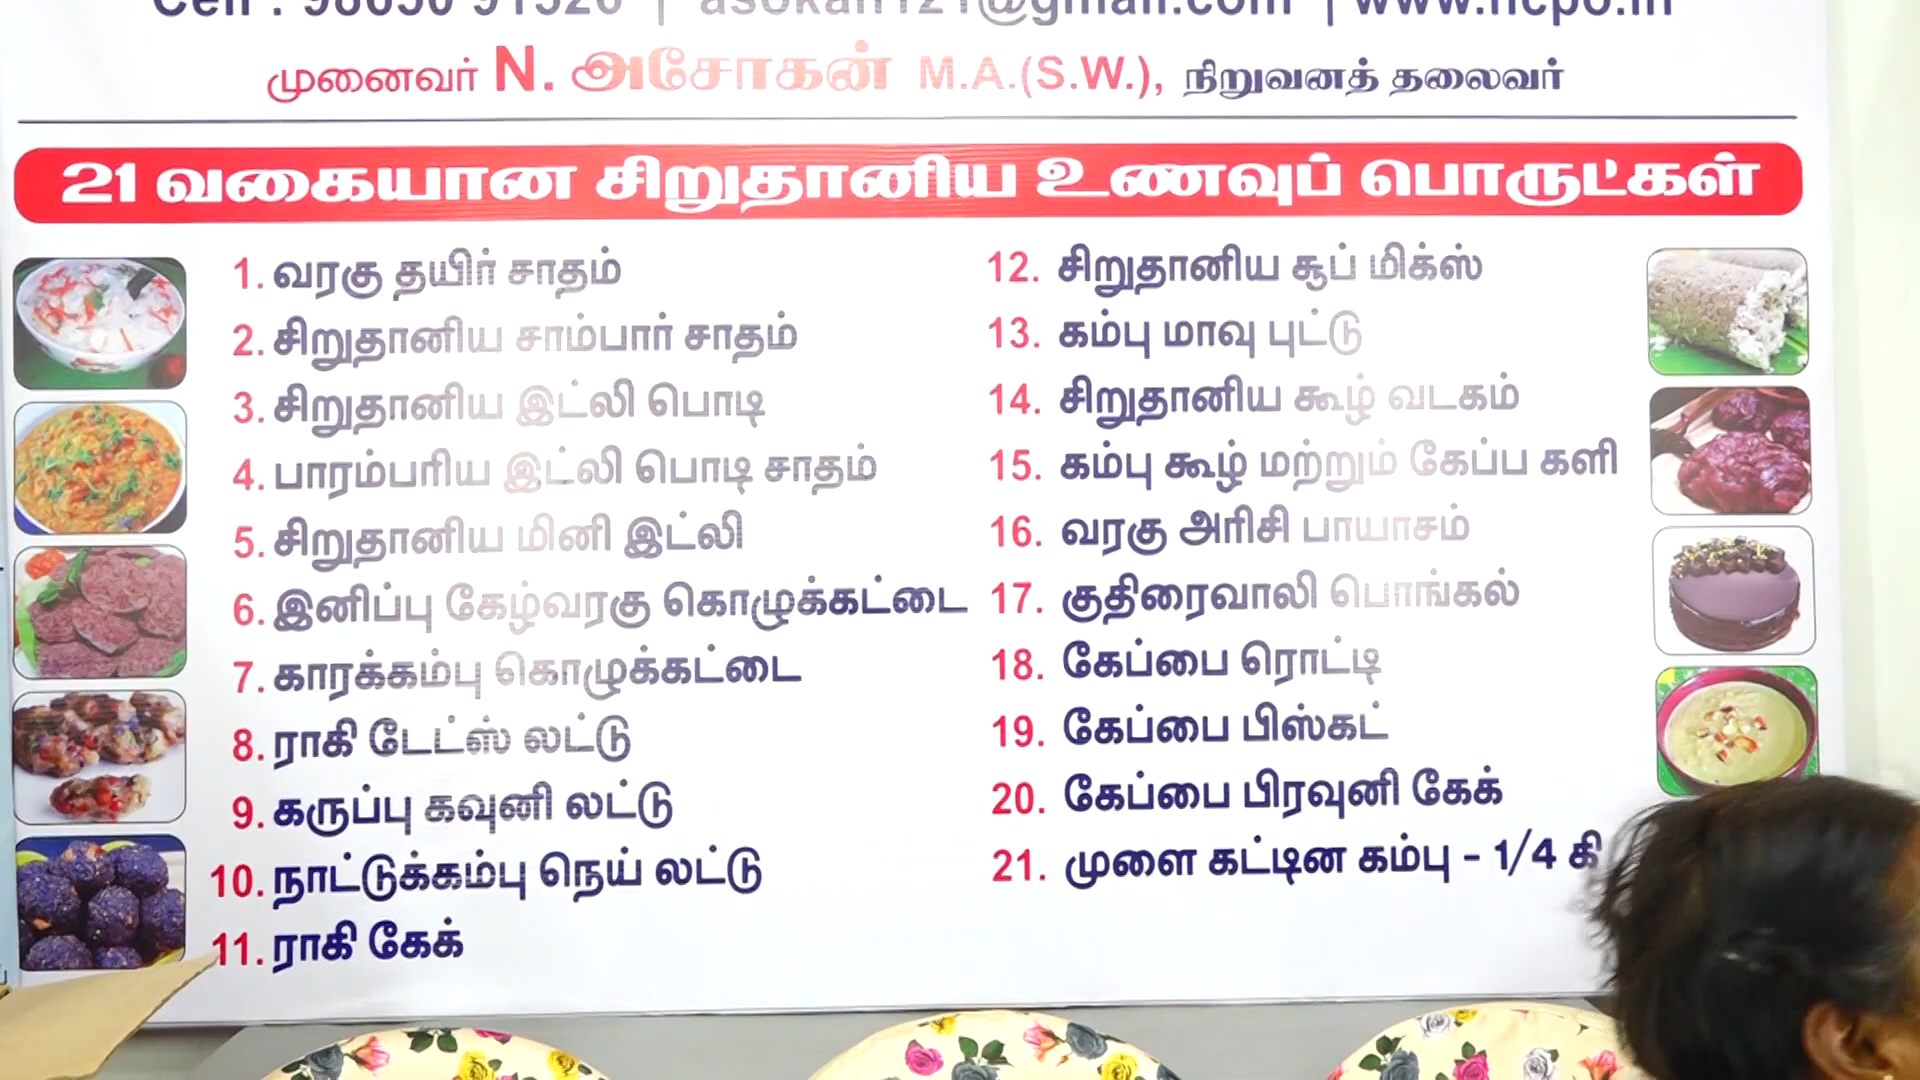 முனைவர் N. அசோகன் M.A.(S.W.), நிறுவனத் தலைவர்
21 வகையான சிறுதானிய உணவுப் பொருட்கள்
1. வரகு தயிர் சாதம்
2. சிறுதானிய சாம்பார் சாதம்
3. சிறுதானிய இட்லி பொடி
4. பாரம்பரிய இட்லி பொடி சாதம்
5. சிறுதானிய மினி இட்லி
6. இனிப்பு கேழ்வரகு கொழுக்கட்டை
7. காரக்கம்பு கொழுக்கட்டை
8. ராகி டேட்ஸ் லட்டு
9. கருப்பு கவுனி லட்டு
10. நாட்டுக்கம்பு நெய் லட்டு
11. ராகி கேக்
12. சிறுதானிய சூப் மிக்ஸ்
13. கம்பு மாவு புட்டு
14. சிறுதானிய கூழ் வடகம்
15. கம்பு கூழ் மற்றும் கேப்ப களி
16. வரகு அரிசி பாயாசம்
17. குதிரைவாலி பொங்கல்
18. கேப்பை ரொட்டி
19. கேப்பை பிஸ்கட்
20. கேப்பை பிரவுனி கேக்
21. முளை கட்டின கம்பு - 1/4 கி